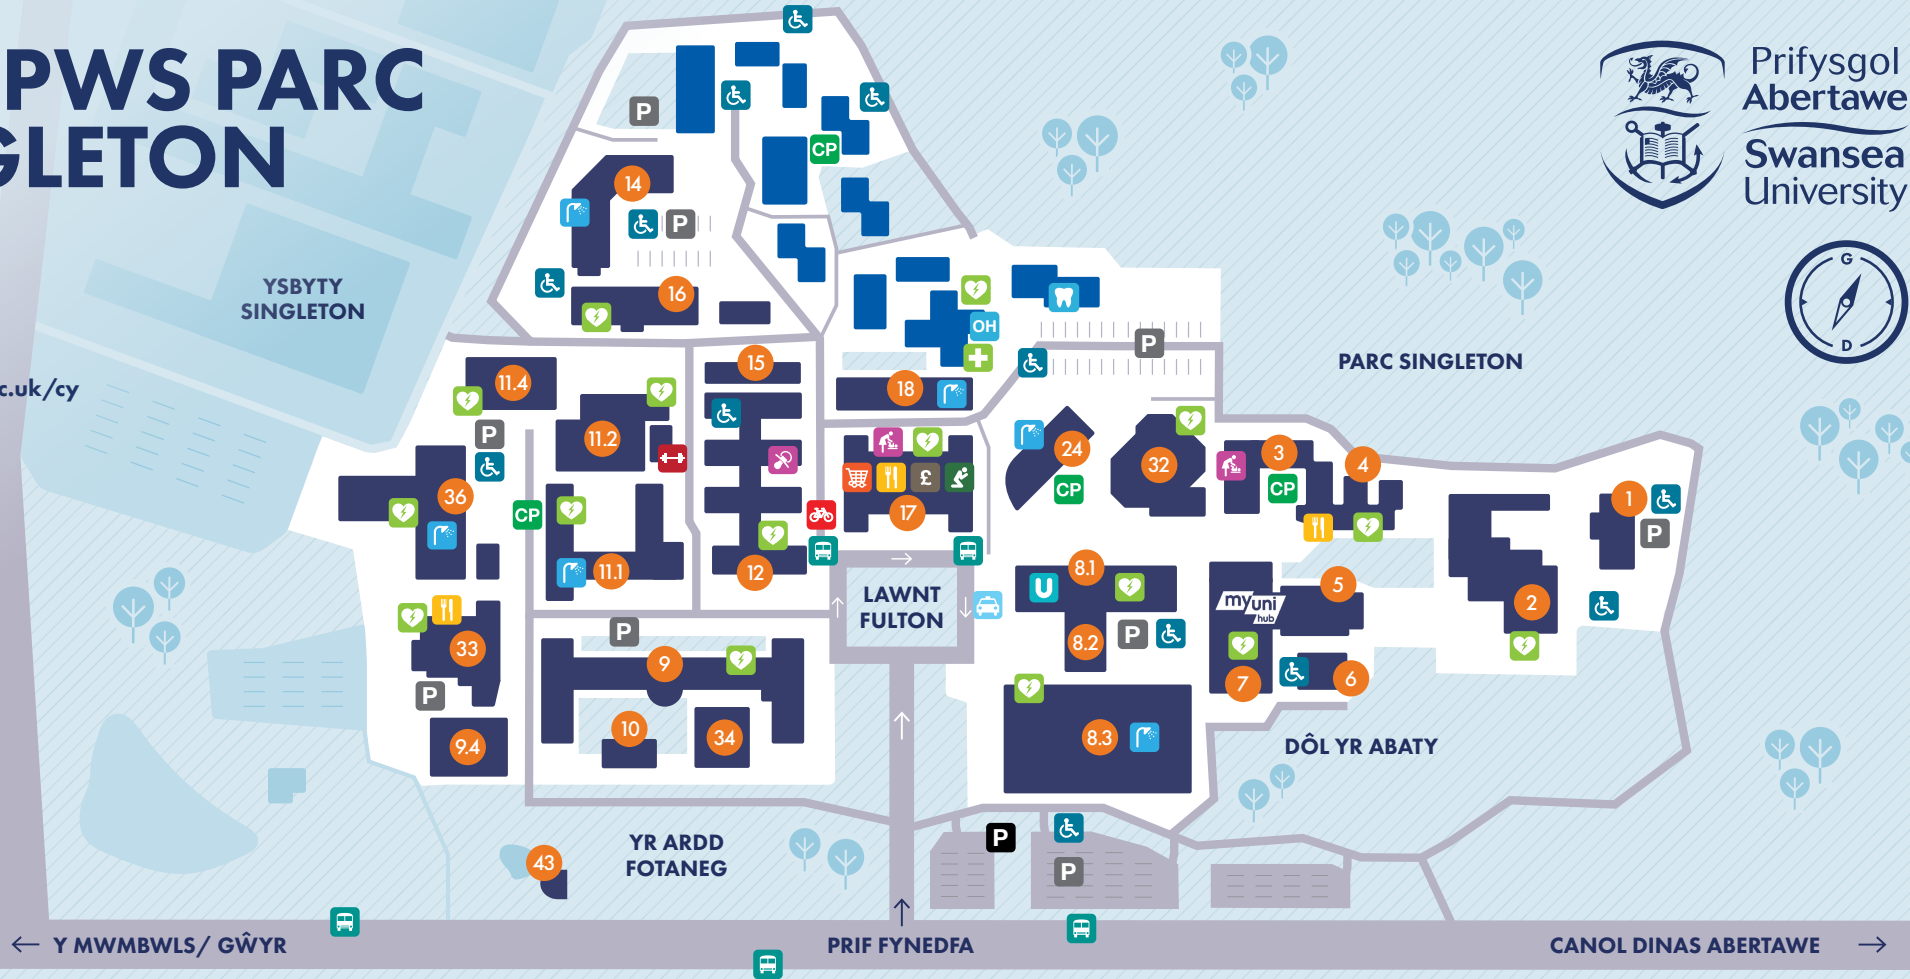 PWS PARC
GLETON
c.uk/cy
Prifysgol
Abertawe
Swansea
University
G
D
YSBYTY
SINGLETON
PARC SINGLETON
P
CP
14
P
16
OH
P
15
11.4
18
P
11.2
24
32
3
4
CP
CP
36
CP
£
17
1
P
11.1
12
8.1
U
5
2
LAWNT
FULTON
myuni
hub
P
8.2
P
33
9
7
6
P
10
34
8.3
9.4
DÔL YR ABATY
P
P
YR ARDD
FOTANEG
43
← Y MWMBWLS/ GŴYR
PRIF FYNEDFA
CANOL DINAS ABERTAWE →